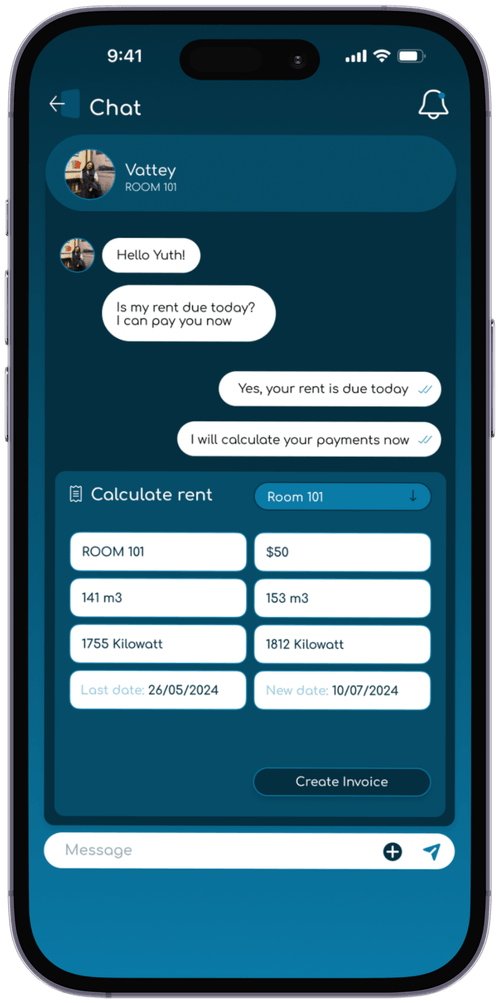 9:41
Chat
Vattey
ROOM 101
Hello Yuth!
Is my rent due today?
I can pay you now
Yes, your rent is due today
I will calculate your payments now
Calculate rent
Room 101
ROOM 101
$50
141 m3
153 m3
1755 Kilowatt
1812 Kilowatt
Last date: 26/05/2024
New date: 10/07/2024
Create Invoice
Message